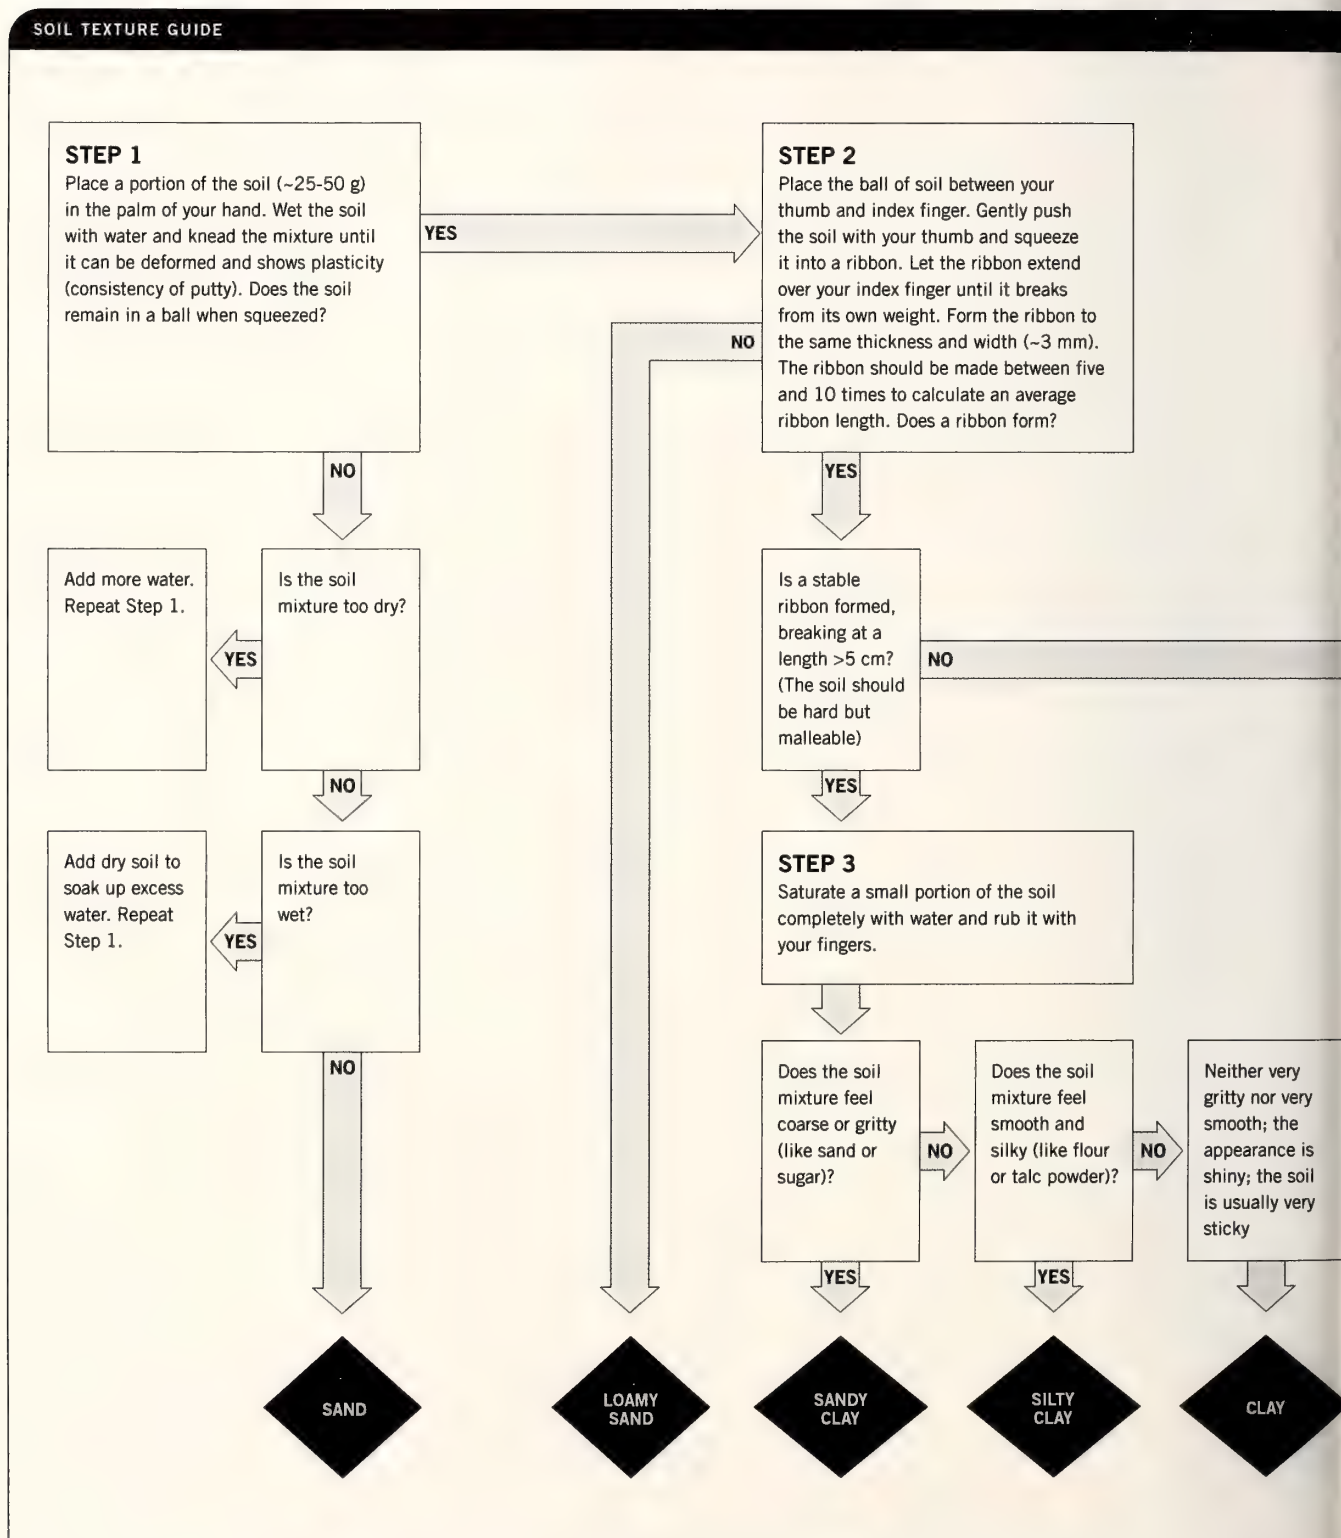 SOIL TEXTURE GUIDE
STEP 1
Place a portion of the soil (~25-50 g)
in the palm of your hand. Wet the soil
with water and knead the mixture until
it can be deformed and shows plasticity
(consistency of putty). Does the soil
remain in a ball when squeezed?
YES
NO
STEP 2
Place the ball of soil between your
thumb and index finger. Gently push
the soil with your thumb and squeeze
it into a ribbon. Let the ribbon extend
over your index finger until it breaks
from its own weight. Form the ribbon to
the same thickness and width (~3 mm).
The ribbon should be made between five
and 10 times to calculate an average
ribbon length. Does a ribbon form?
NO
YES
Add more water.
Repeat Step 1.
YES
Is the soil
mixture too dry?
NO
Is a stable
ribbon formed,
breaking at a
length >5 cm?
(The soil should
be hard but
malleable)
NO
YES
Add dry soil to
soak up excess
water. Repeat
Step 1.
YES
Is the soil
mixture too
wet?
NO
STEP 3
Saturate a small portion of the soil
completely with water and rub it with
your fingers.
Does the soil
mixture feel
coarse or gritty
(like sand or
sugar)?
NO
YES
Does the soil
mixture feel
smooth and
silky (like flour
or talc powder)?
NO
YES
Neither very
gritty nor very
smooth; the
appearance is
shiny; the soil
is usually very
sticky
SAND
LOAMY
SAND
SANDY
CLAY
SILTY
CLAY
CLAY